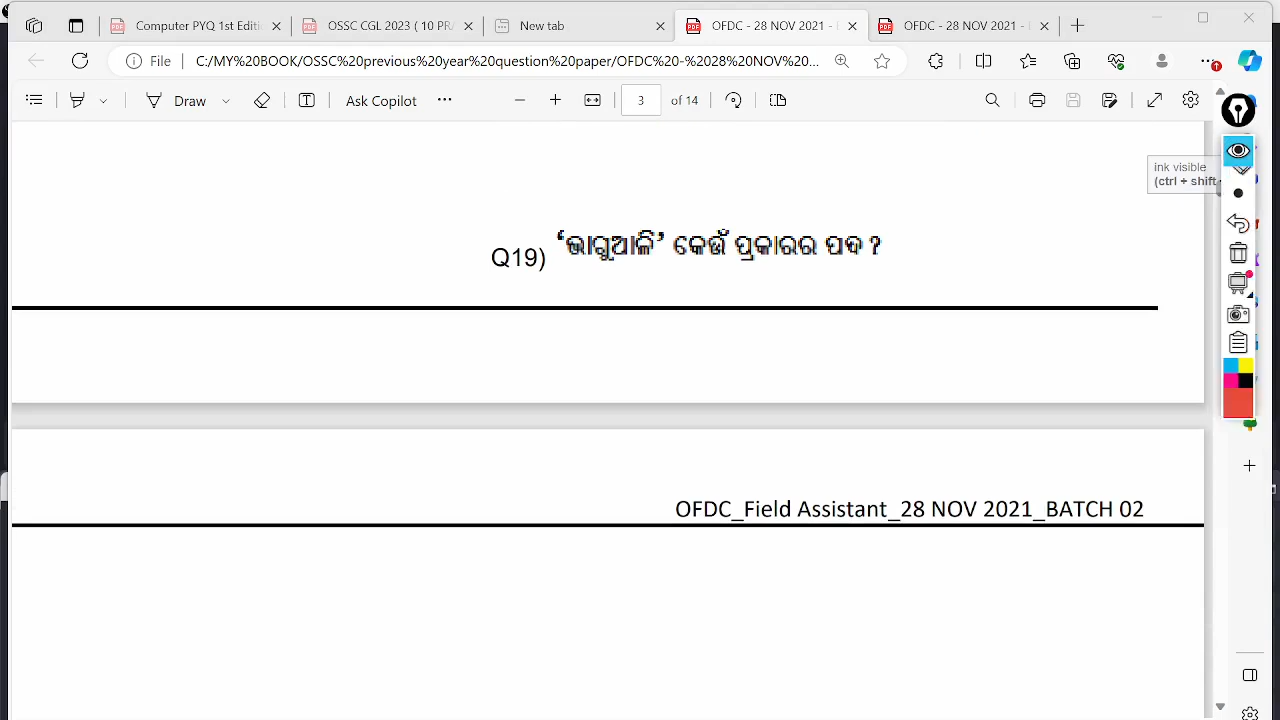 Computer PYQ 1st Editi
OSSC CGL 2023 ( 10 PRA
New tab
OFDC - 28 NOV 2021 -
OFDC - 28 NOV 2021 -
File
C:/MY%20BOOK/OSSC%20previous%20year%20question%20paper/OFDC%20-%2028%20NOV%20...
Draw
Ask Copilot
3
of 14
ink visible
(ctrl + shift
Q19) ‘ଭାଗୁଆଳି’ କେଉଁ ପ୍ରକାରର ପଦ ?
OFDC_Field Assistant_28 NOV 2021_BATCH 02